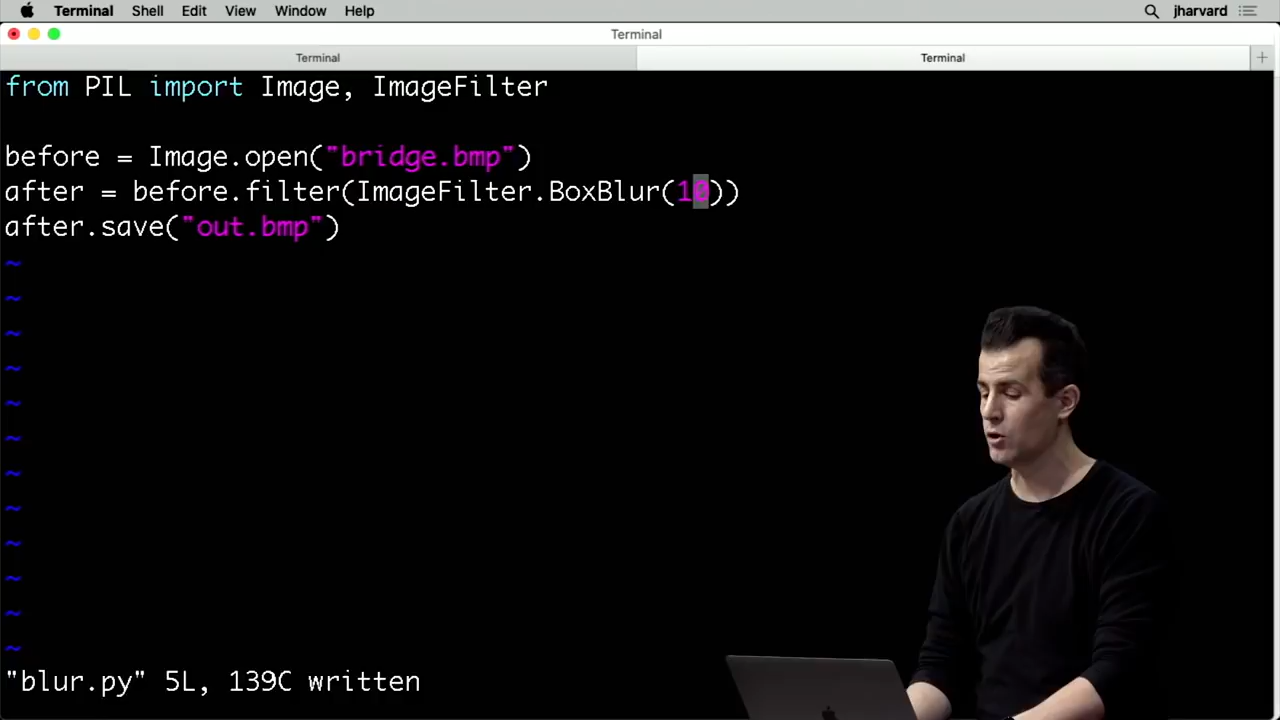 Terminal Shell Edit View Window Help jharvard
Terminal
Terminal Terminal +
from PIL import Image, ImageFilter
before = Image.open("bridge.bmp")
after = before.filter(ImageFilter.BoxBlur(10))
after.save("out.bmp")
~
~
~
~
~
~
~
~
~
~
~
~
"blur.py" 5L, 139C written